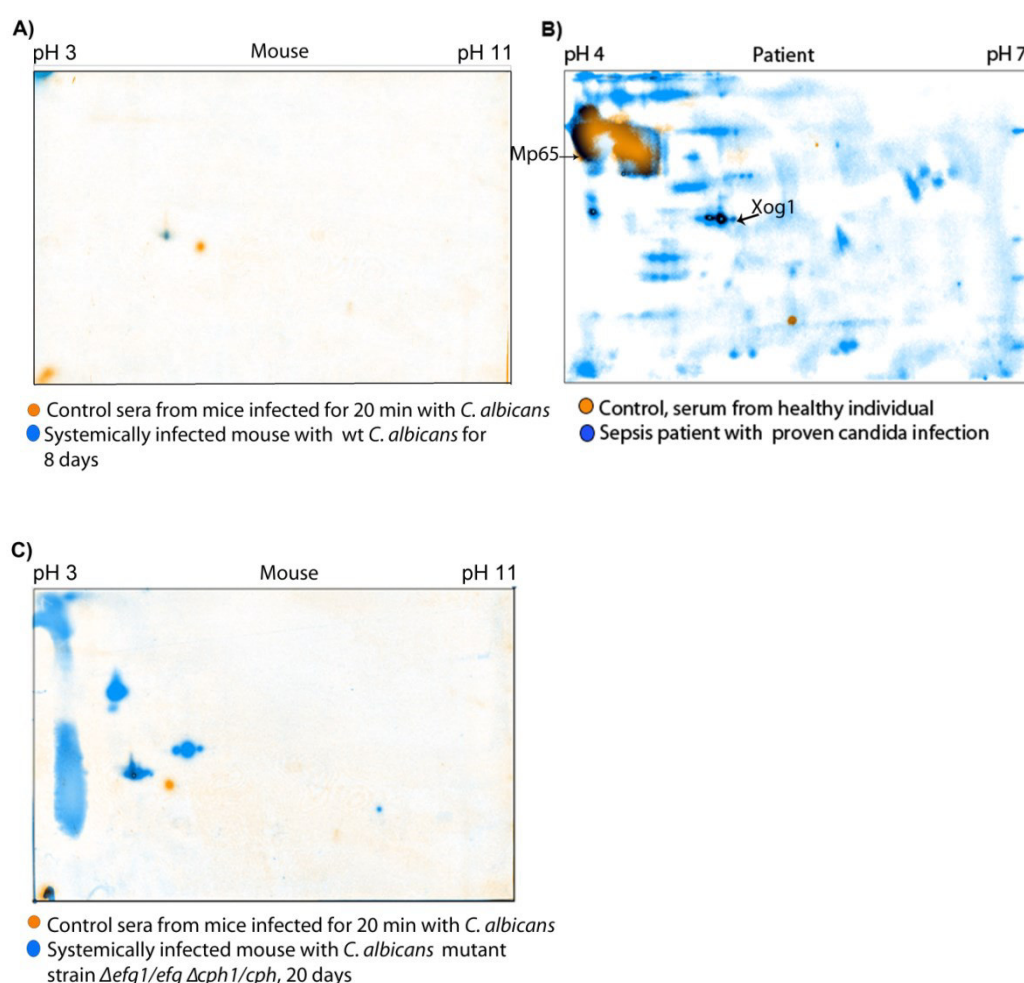 A)
pH 3 Mouse pH 11
Control sera from mice infected for 20 min with C. albicans
Systemically infected mouse with wt C. albicans for
8 days
B)
pH 4 Patient pH 7
Mp65
Xog1
Control, serum from healthy individual
Sepsis patient with proven candida infection
C)
pH 3 Mouse pH 11
Control sera from mice infected for 20 min with C. albicans
Systemically infected mouse with C. albicans mutant
strain Δefg1/efg Δcph1/cph, 20 days